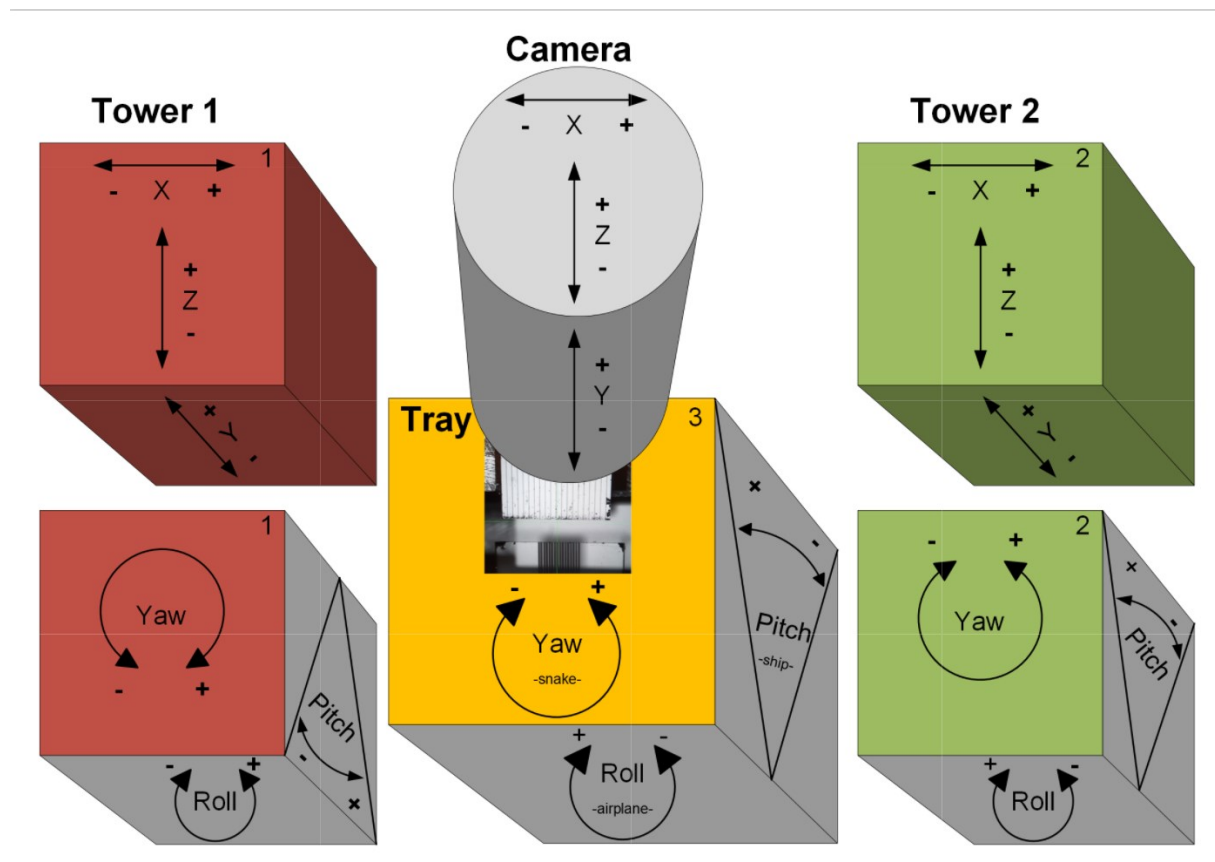 Camera
- X +
+
Z
-
+
Y
-
Tower 1
1
- X +
+
Z
-
+
Y
-
Tower 2
2
- X +
+
Z
-
+
Y
-
1
Yaw
- +
Pitch
-
+
- +
Roll
Tray
3
- +
Yaw
-snake-
+
-
Pitch
-ship-
+ -
Roll
-airplane-
2
- +
Yaw
+
-
Pitch
+ -
Roll